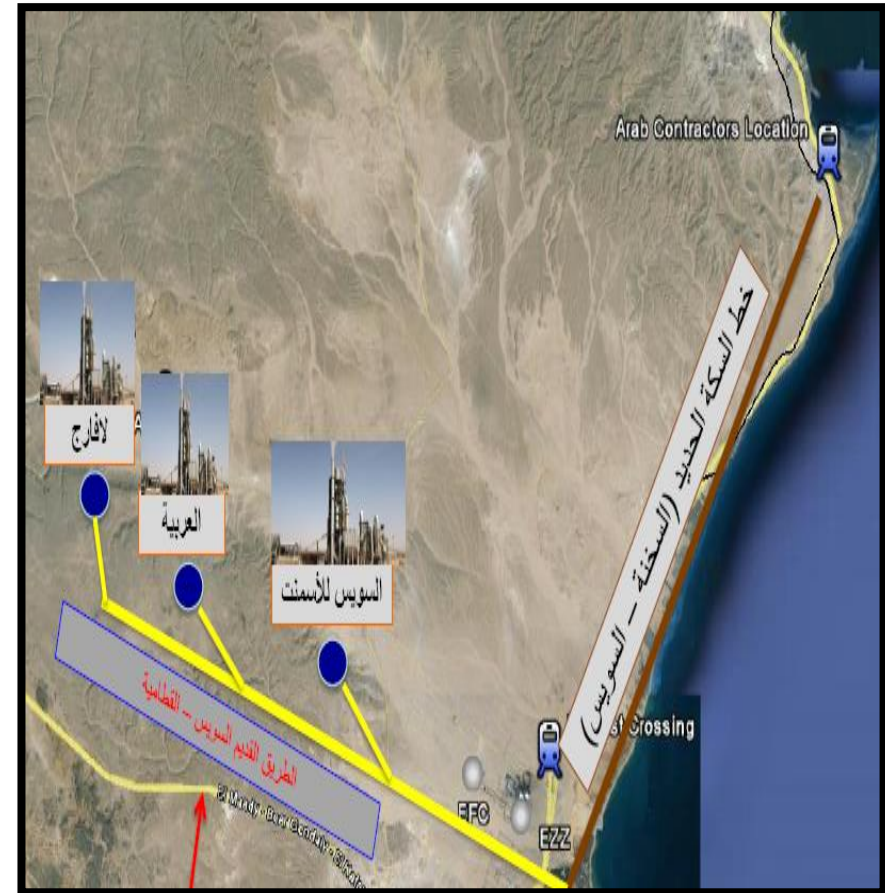 Arab Contractors Location
خط السكة الحديد (السخنة – السويس)
لافارج
العربية
السويس للأسمنت
الطريق القديم السويس – القطامية
Crossing
EFC
EZZ